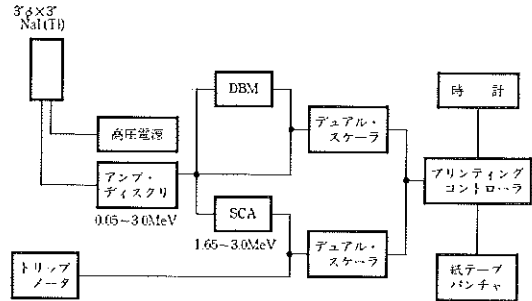 3"φ×3"
NaI(Tl)
DBM
時計
高圧電源
デュアル・
スケーラ
アンプ・
ディスクリ
プリンティング
コントローラ
0.05~3.0MeV
SCA
1.65~3.0MeV
デュアル・
スケーラ
トリップ
メータ
紙テープ
パンチャ